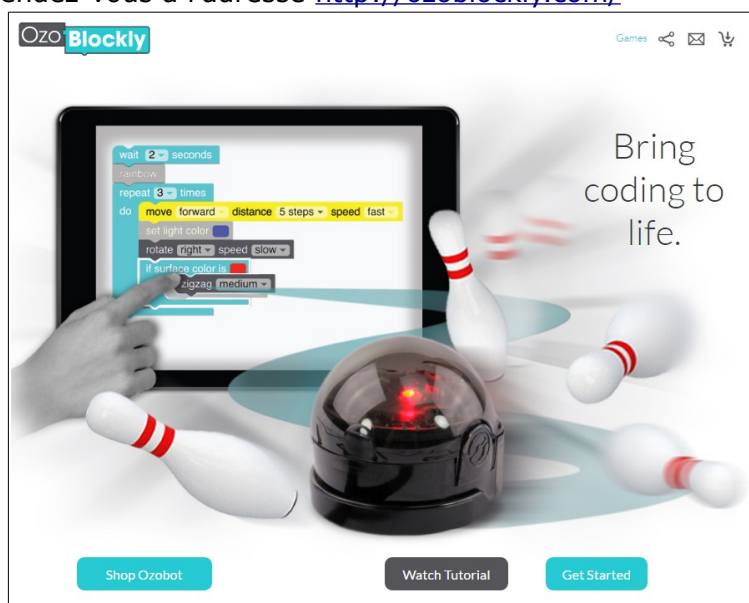 rendez-vous à l'adresse http://ozoblockly.com/
Ozo Blockly
Games
Bring
coding to
life.
wait 2 seconds
rainbow
repeat 3 times
do move forward distance 5 steps speed fast
set light color
rotate right speed slow
if surface color is
zigzag medium
Shop Ozobot
Watch Tutorial
Get Started